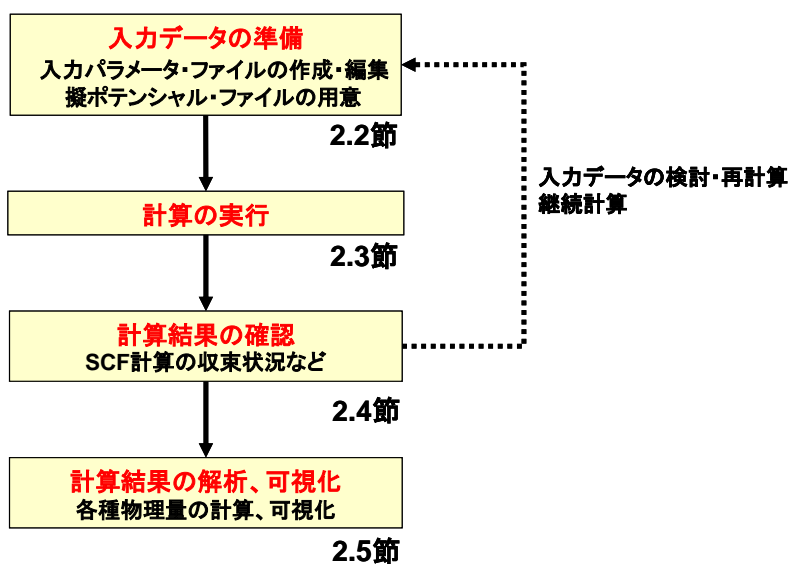 入力データの準備
入力パラメータ・ファイルの作成・編集
擬ポテンシャル・ファイルの用意
2.2節
入力データの検討・再計算
継続計算
計算の実行
2.3節
計算結果の確認
SCF計算の収束状況など
2.4節
計算結果の解析、可視化
各種物理量の計算、可視化
2.5節